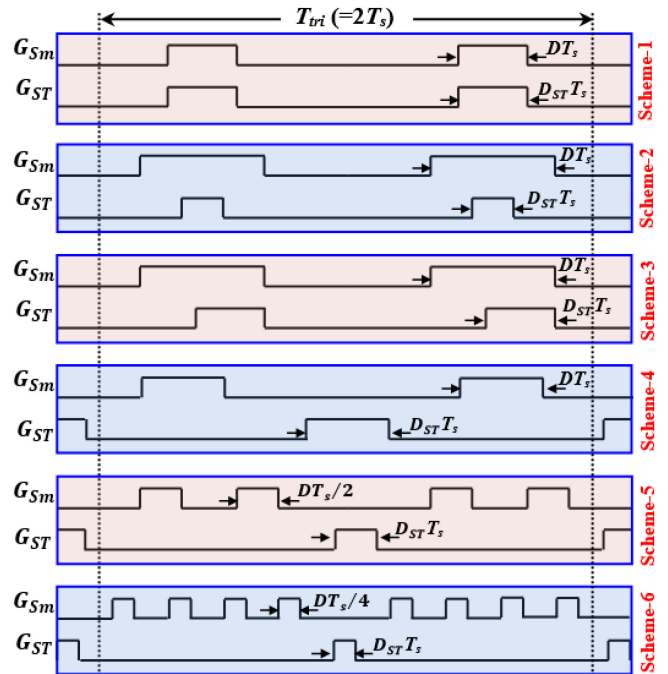 T_tri (=2T_s)
G_Sm DT_s
G_ST D_ST T_s
Scheme-1
G_Sm DT_s
G_ST D_ST T_s
Scheme-2
G_Sm DT_s
G_ST D_ST T_s
Scheme-3
G_Sm DT_s
G_ST D_ST T_s
Scheme-4
G_Sm DT_s/2
G_ST D_ST T_s
Scheme-5
G_Sm DT_s/4
G_ST D_ST T_s
Scheme-6